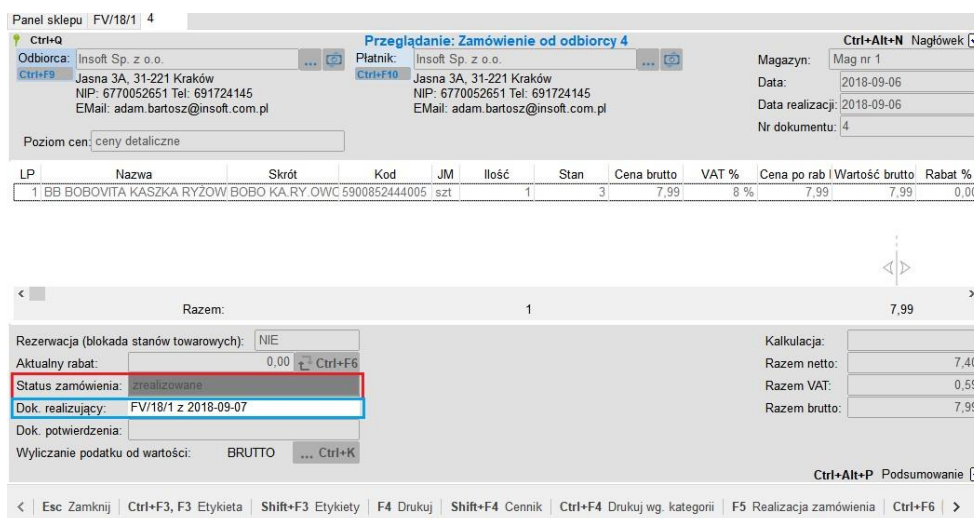 Panel sklepu FV/18/1 4
Ctrl+Q Przeglądanie: Zamówienie od odbiorcy 4 Ctrl+Alt+N Nagłówek
Odbiorca: Insoft Sp. z o.o. ... Płatnik: Insoft Sp. z o.o. ... Magazyn: Mag nr 1
Ctrl+F9 Jasna 3A, 31-221 Kraków Ctrl+F10 Jasna 3A, 31-221 Kraków Data: 2018-09-06
NIP: 6770052651 Tel: 691724145 NIP: 6770052651 Tel: 691724145
EMail: adam.bartosz@insoft.com.pl EMail: adam.bartosz@insoft.com.pl Data realizacji: 2018-09-06
Nr dokumentu: 4
Poziom cen: ceny detaliczne
LP Nazwa Skrót Kod JM Ilość Stan Cena brutto VAT % Cena po rab Wartość brutto Rabat %
1 BB BOBOVITA KASZKA RYŻOW BOBO KA.RY.OWC 5900852444005 szt 1 3 7,99 8 % 7,99 7,99 0,00
Razem: 1 7,99
Rezerwacja (blokada stanów towarowych): NIE Kalkulacja:
Aktualny rabat: 0,00 Ctrl+F6 Razem netto: 7,40
Status zamówienia: zrealizowane Razem VAT: 0,59
Dok. realizujący: FV/18/1 z 2018-09-07 Razem brutto: 7,99
Dok. potwierdzenia:
Wyliczanie podatku od wartości: BRUTTO ... Ctrl+K
Ctrl+Alt+P Podsumowanie
< Esc Zamknij Ctrl+F3, F3 Etykieta Shift+F3 Etykiety F4 Drukuj Shift+F4 Cennik Ctrl+F4 Drukuj wg. kategorii F5 Realizacja zamówienia Ctrl+F6 >